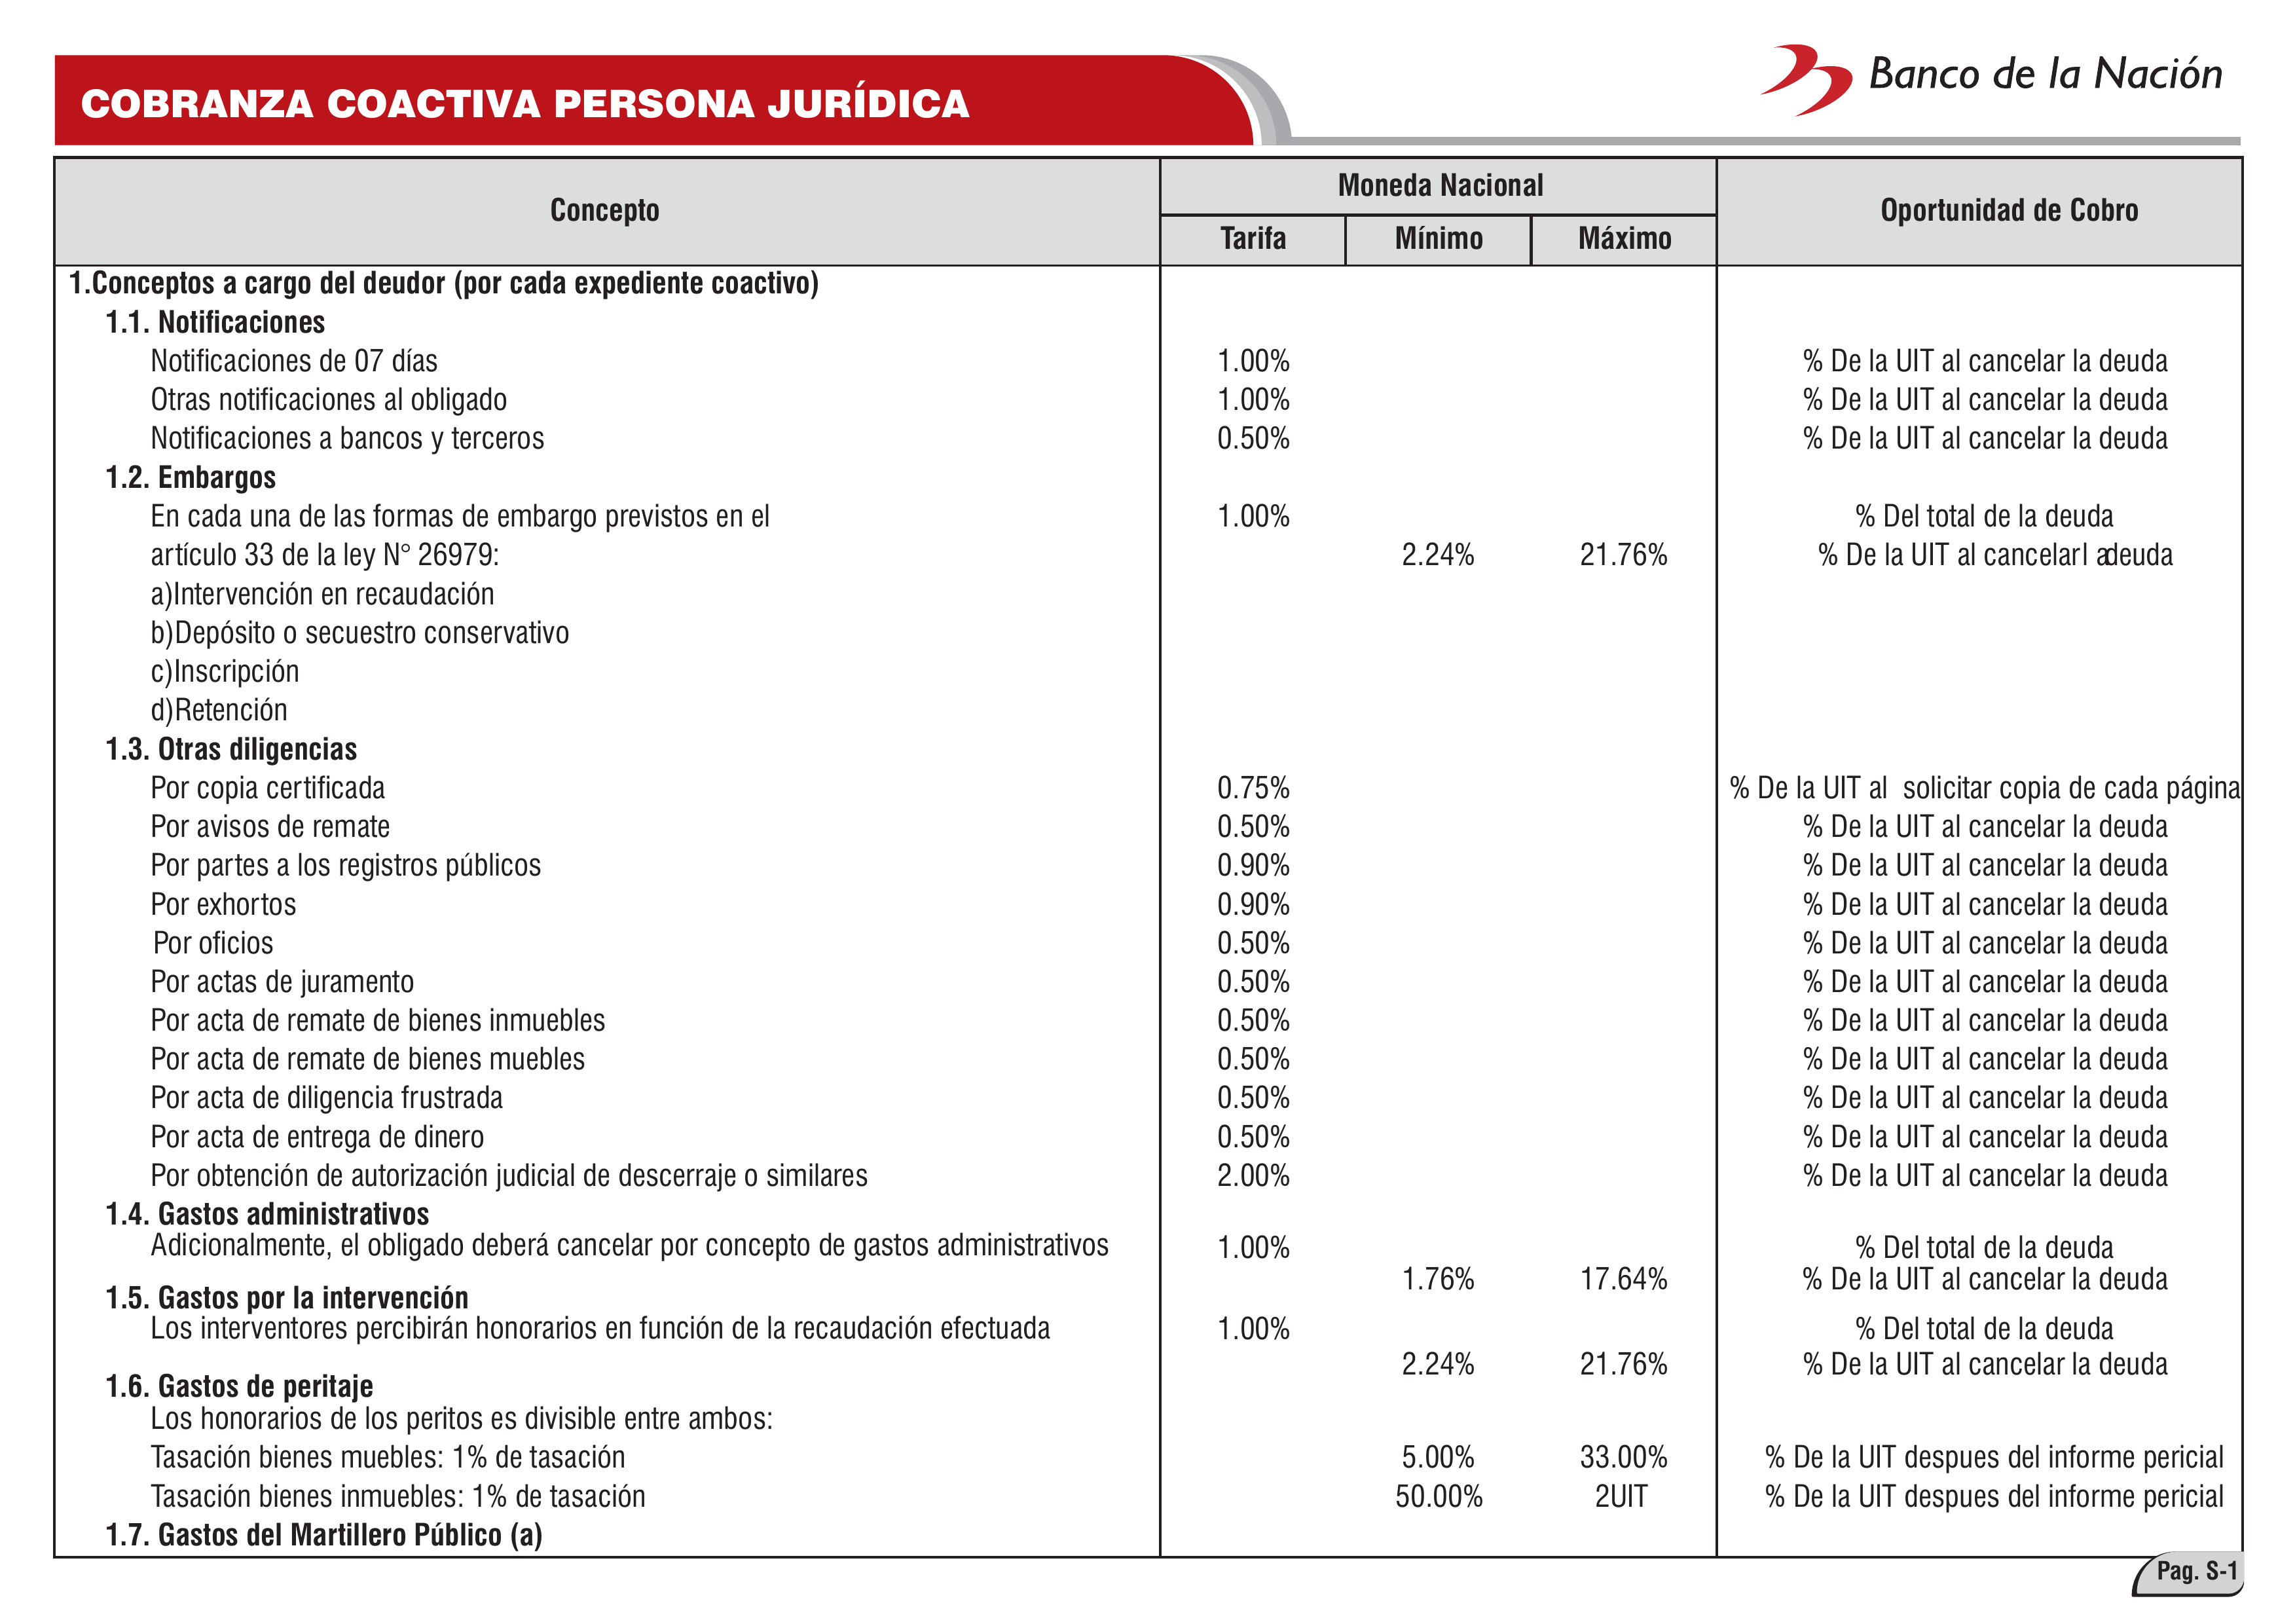 COBRANZA COACTIVA PERSONA JURÍDICA
Banco de la Nación
Concepto
Moneda Nacional
Oportunidad de Cobro
Tarifa Mínimo Máximo
1.Conceptos a cargo del deudor (por cada expediente coactivo)
1.1. Notificaciones
Notificaciones de 07 días 1.00% % De la UIT al cancelar la deuda
Otras notificaciones al obligado 1.00% % De la UIT al cancelar la deuda
Notificaciones a bancos y terceros 0.50% % De la UIT al cancelar la deuda
1.2. Embargos
En cada una de las formas de embargo previstos en el 1.00% % Del total de la deuda
artículo 33 de la ley N° 26979: 2.24% 21.76% % De la UIT al cancelarl adeuda
a)Intervención en recaudación
b)Depósito o secuestro conservativo
c)Inscripción
d)Retención
1.3. Otras diligencias
Por copia certificada 0.75% % De la UIT al solicitar copia de cada página
Por avisos de remate 0.50% % De la UIT al cancelar la deuda
Por partes a los registros públicos 0.90% % De la UIT al cancelar la deuda
Por exhortos 0.90% % De la UIT al cancelar la deuda
Por oficios 0.50% % De la UIT al cancelar la deuda
Por actas de juramento 0.50% % De la UIT al cancelar la deuda
Por acta de remate de bienes inmuebles 0.50% % De la UIT al cancelar la deuda
Por acta de remate de bienes muebles 0.50% % De la UIT al cancelar la deuda
Por acta de diligencia frustrada 0.50% % De la UIT al cancelar la deuda
Por acta de entrega de dinero 0.50% % De la UIT al cancelar la deuda
Por obtención de autorización judicial de descerraje o similares 2.00% % De la UIT al cancelar la deuda
1.4. Gastos administrativos
Adicionalmente, el obligado deberá cancelar por concepto de gastos administrativos 1.00% % Del total de la deuda
1.76% 17.64% % De la UIT al cancelar la deuda
1.5. Gastos por la intervención
Los interventores percibirán honorarios en función de la recaudación efectuada 1.00% % Del total de la deuda
2.24% 21.76% % De la UIT al cancelar la deuda
1.6. Gastos de peritaje
Los honorarios de los peritos es divisible entre ambos:
Tasación bienes muebles: 1% de tasación 5.00% 33.00% % De la UIT despues del informe pericial
Tasación bienes inmuebles: 1% de tasación 50.00% 2UIT % De la UIT despues del informe pericial
1.7. Gastos del Martillero Público (a)
Pag. S-1